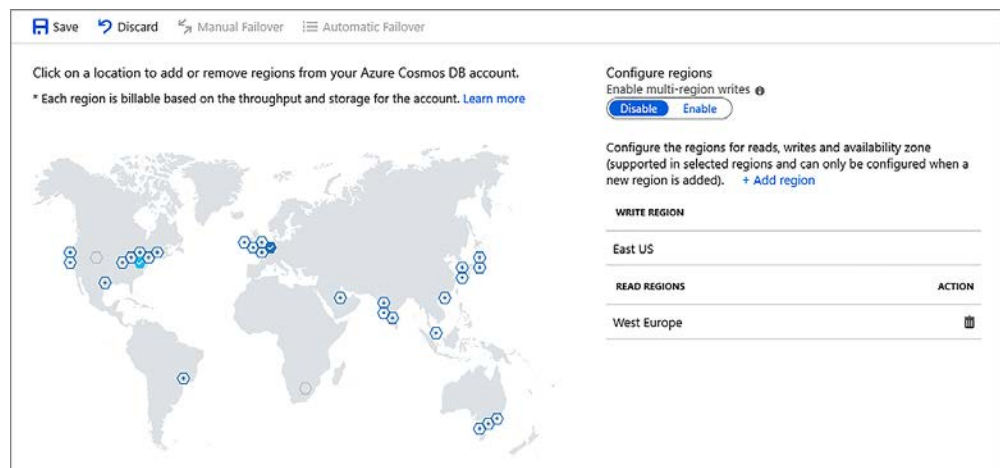 Save Discard Manual Failover Automatic Failover
Click on a location to add or remove regions from your Azure Cosmos DB account.
* Each region is billable based on the throughput and storage for the account. Learn more
Configure regions
Enable multi-region writes
Disable Enable
Configure the regions for reads, writes and availability zone
(supported in selected regions and can only be configured when a
new region is added). + Add region
WRITE REGION
East US
READ REGIONS ACTION
West Europe